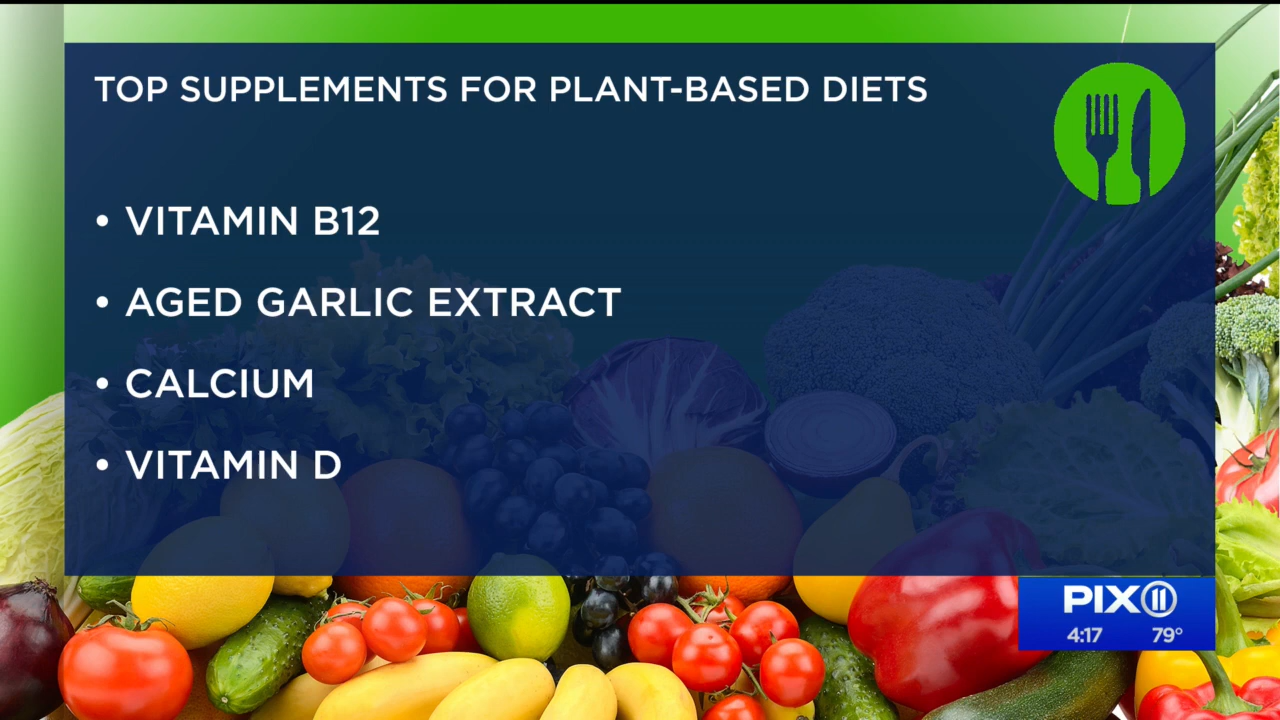 TOP SUPPLEMENTS FOR PLANT-BASED DIETS
• VITAMIN B12
• AGED GARLIC EXTRACT
• CALCIUM
• VITAMIN D
PIX11
4:17 79°